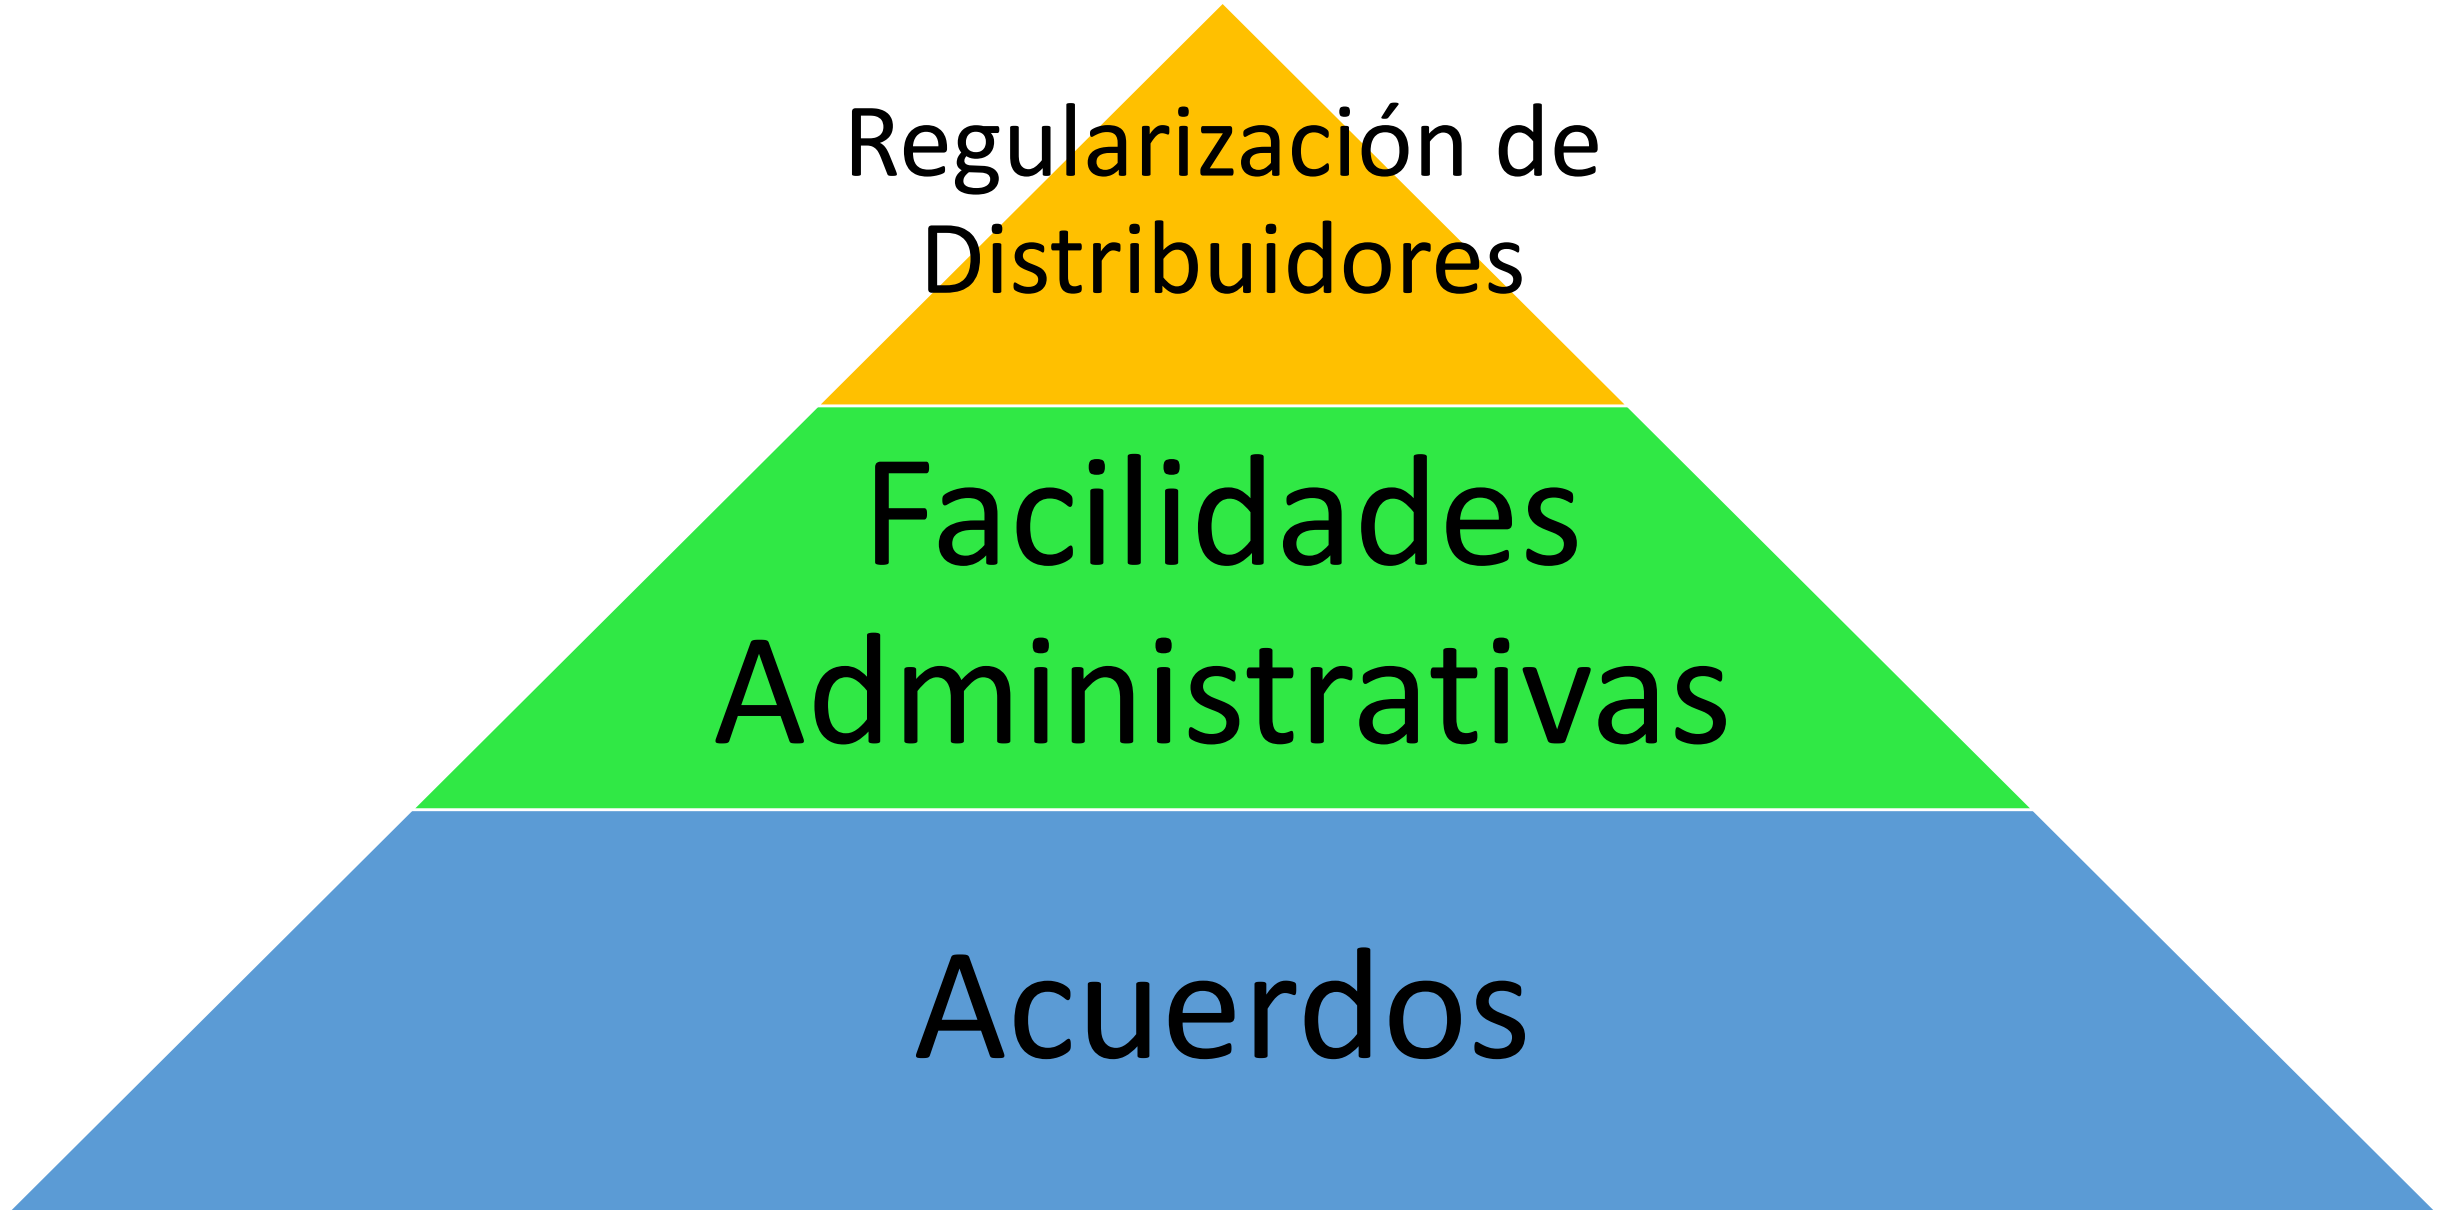 Regularización de
Distribuidores
Facilidades
Administrativas
Acuerdos